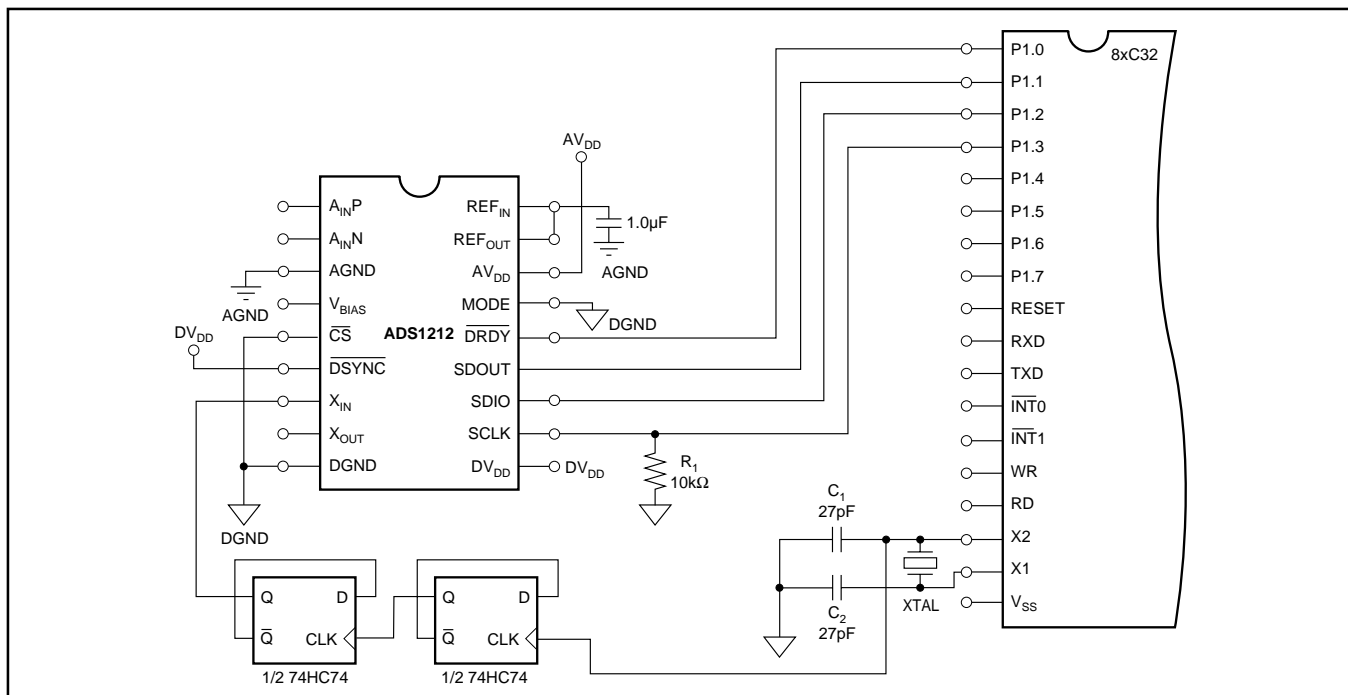 8xC32
P1.0
P1.1
P1.2
P1.3
P1.4
P1.5
P1.6
P1.7
RESET
RXD
TXD
INT0
INT1
WR
RD
X2
X1
VSS
AVDD
AINP
AINN
AGND
VBIAS
CS
DSYNC
XIN
XOUT
DGND
ADS1212
REFIN
REFOUT
AVDD
MODE
DRDY
SDOUT
SDIO
SCLK
DVDD
1.0µF
AGND
DGND
AGND
DVDD
DVDD
R1
10kΩ
DGND
C1
27pF
C2
27pF
XTAL
Q D
Q CLK
1/2 74HC74
Q D
Q CLK
1/2 74HC74